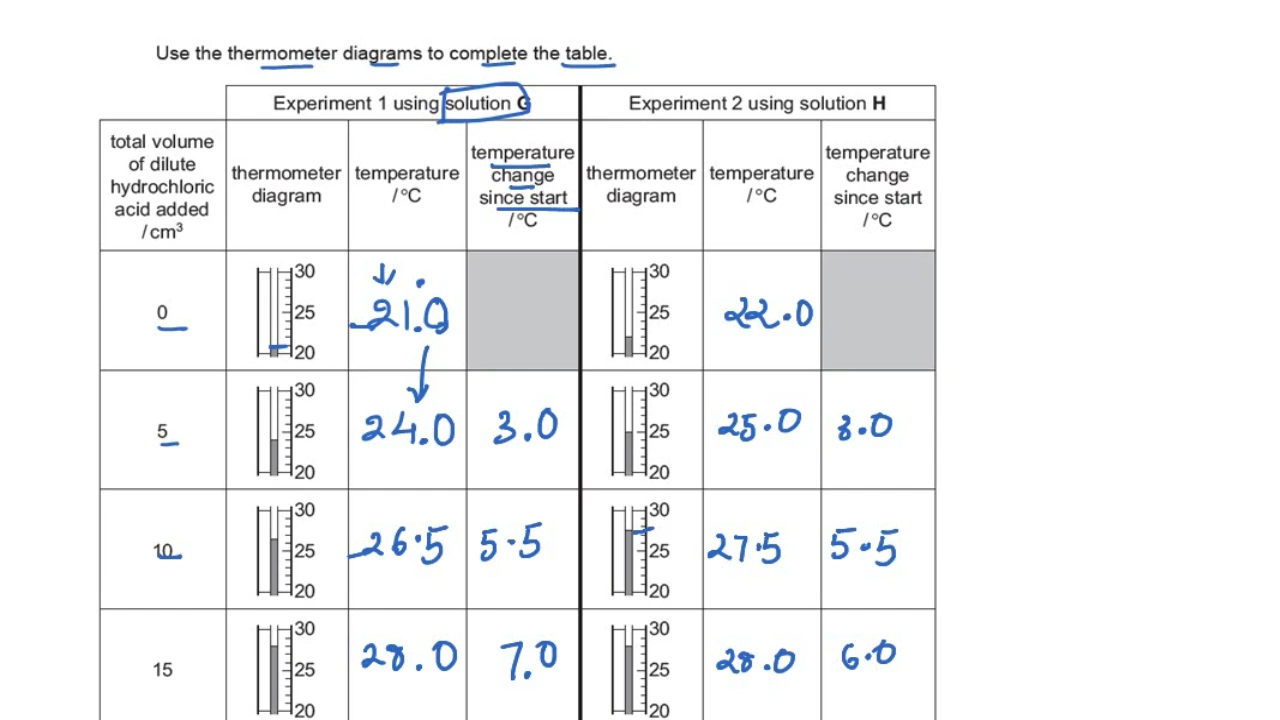 Use the thermometer diagrams to complete the table.
Experiment 1 using solution G
Experiment 2 using solution H
total volume
of dilute
hydrochloric
acid added
/cm³
thermometer
diagram
temperature
/°C
temperature
change
since start
/°C
thermometer
diagram
temperature
/°C
temperature
change
since start
/°C
0
30
25
20
21.0
30
25
20
22.0
5
30
25
20
24.0
3.0
30
25
20
25.0
3.0
10
30
25
20
26.5
5.5
30
25
20
27.5
5.5
15
30
25
20
28.0
7.0
30
25
20
28.0
6.0